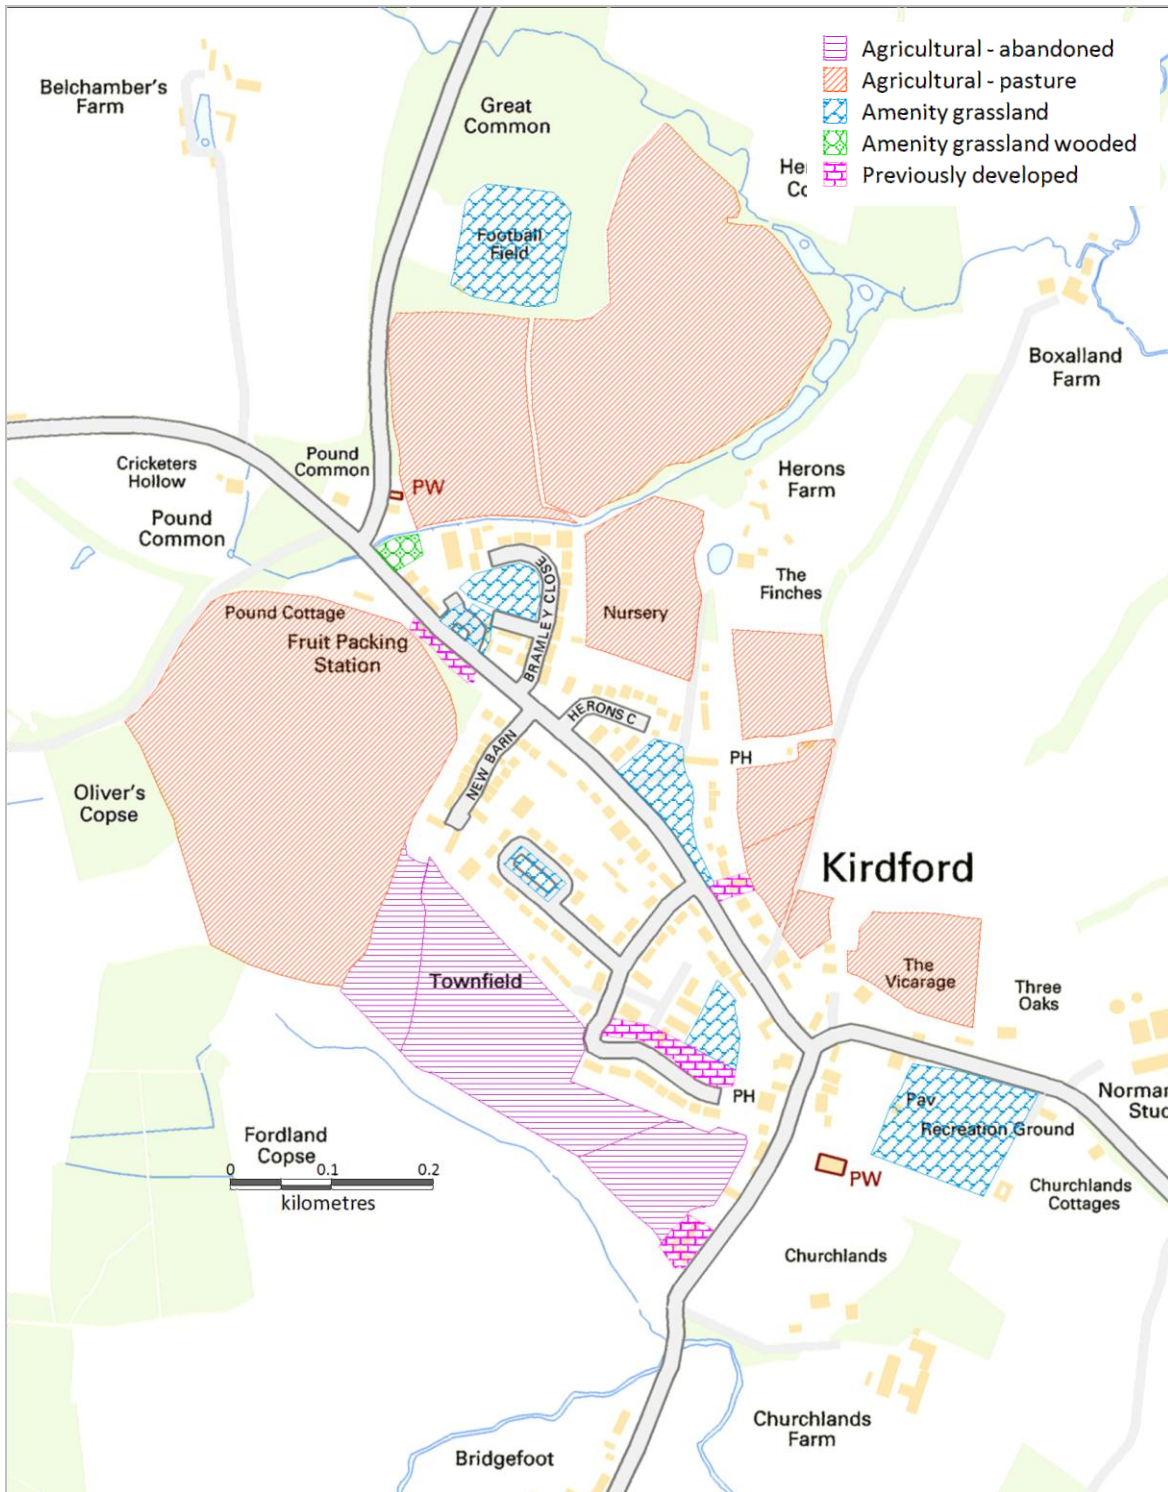 Agricultural - abandoned
Agricultural - pasture
Amenity grassland
Amenity grassland wooded
Previously developed
Belchamber's
Farm
Great
Common
Football
Field
Boxalland
Farm
Cricketers
Hollow
Pound
Common
PW
Pound
Common
Herons
Farm
The
Finches
Pound Cottage
Fruit Packing
Station
Nursery
BRAMLEY CLOSE
HERONS C
NEW BARN
PH
Oliver's
Copse
Kirdford
Townfield
The
Vicarage
Three
Oaks
PH
Pav
Recreation Ground
Fordland
Copse
0 0.1 0.2
kilometres
PW
Churchlands
Cottages
Churchlands
Churchlands
Farm
Bridgefoot